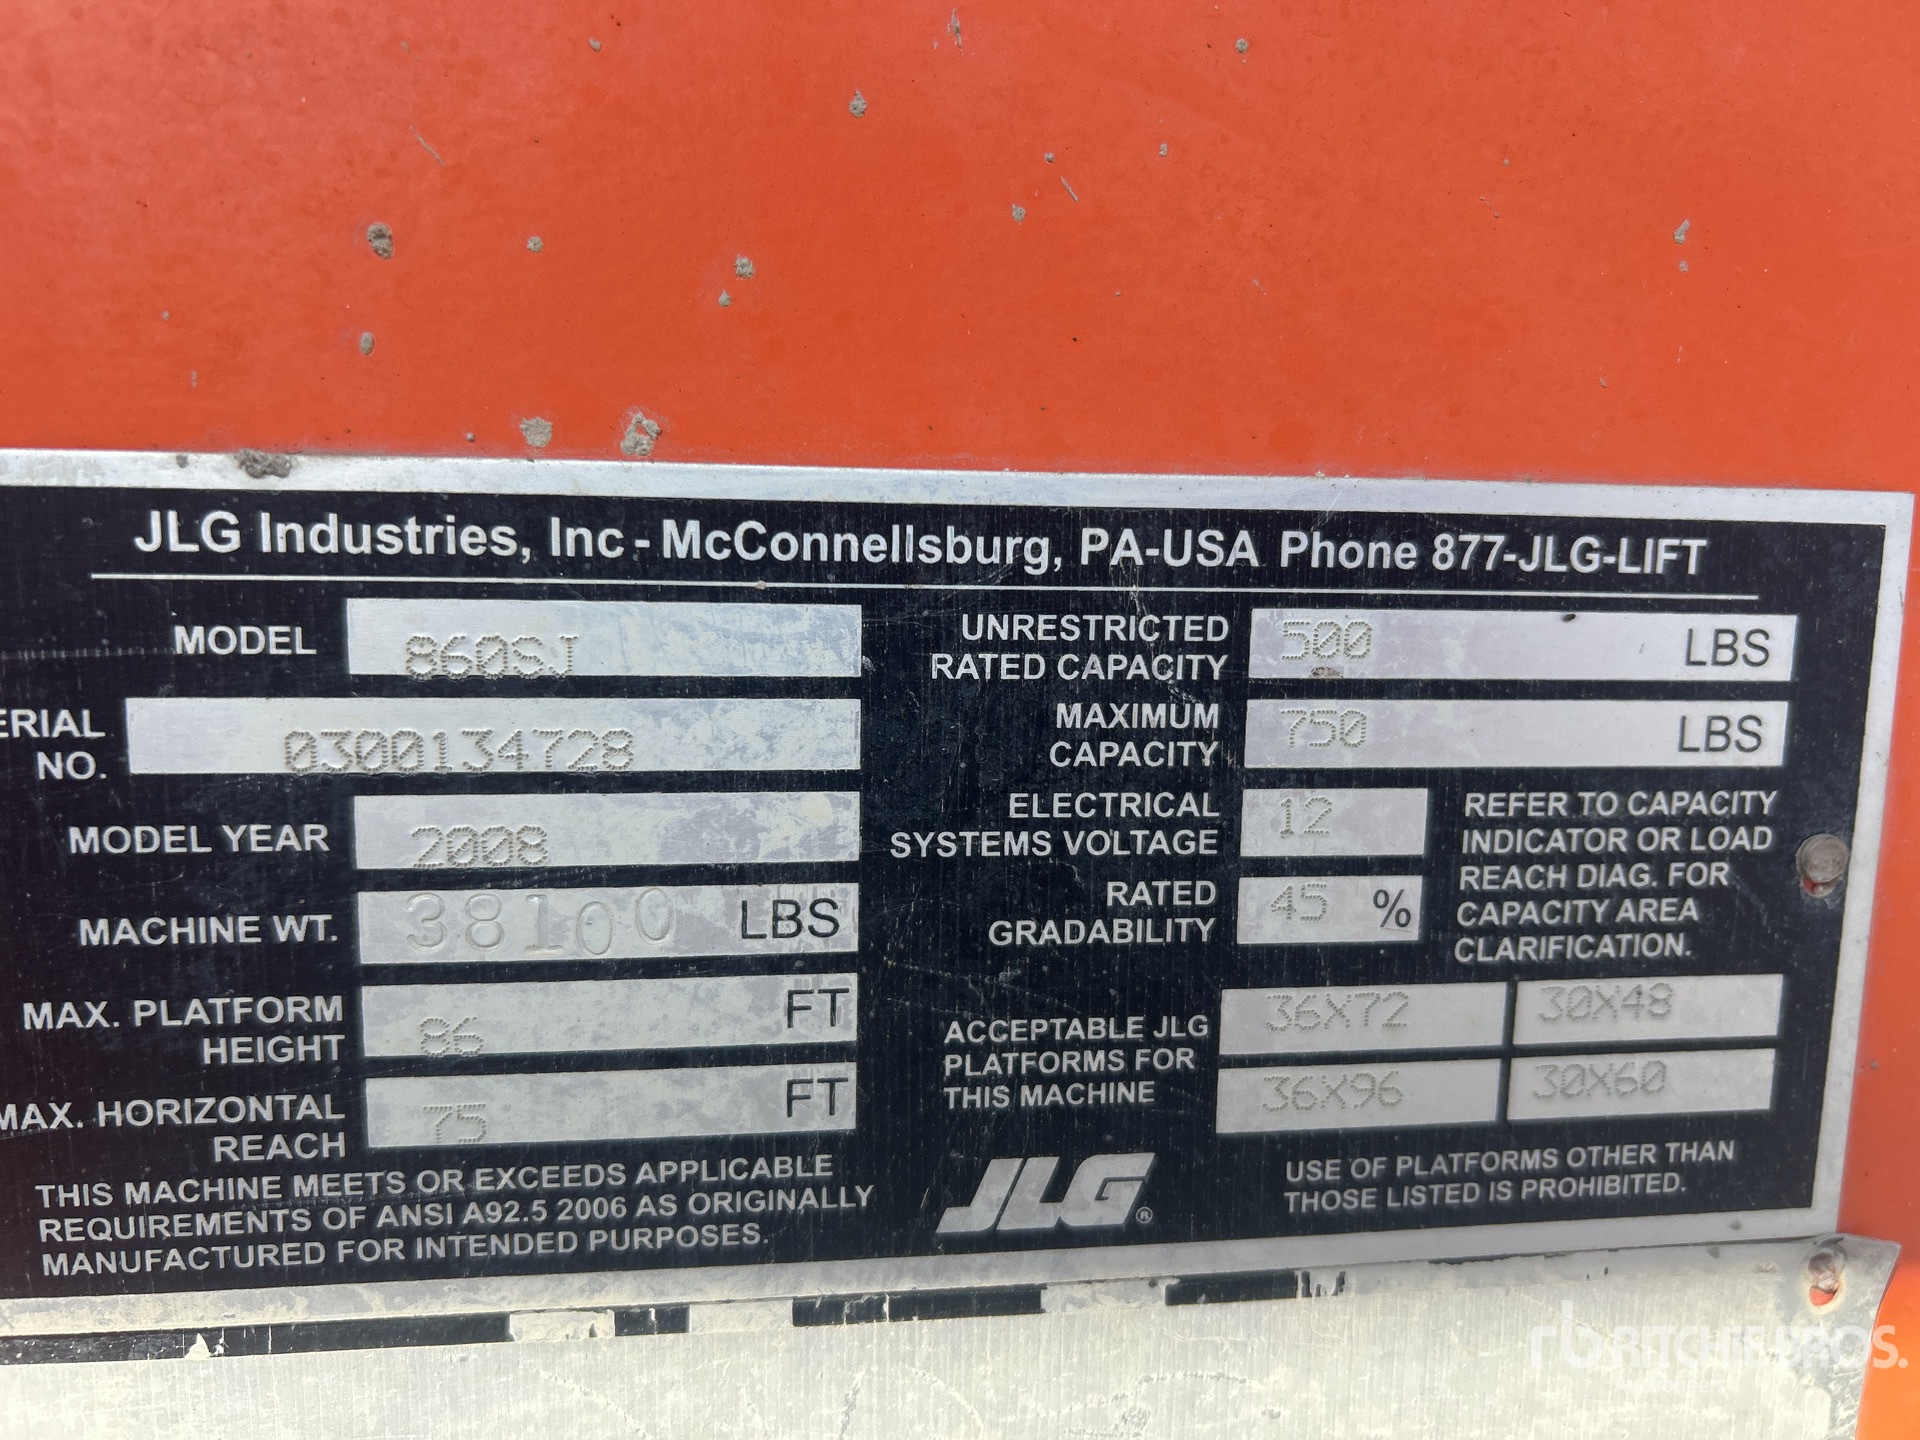 JLG Industries, Inc - McConnellsburg, PA-USA Phone 877-JLG-LIFT
MODEL 860SJ
ERIAL NO. 0300134728
MODEL YEAR 2008
MACHINE WT. 38100 LBS
MAX. PLATFORM HEIGHT 86 FT
MAX. HORIZONTAL REACH 75 FT
THIS MACHINE MEETS OR EXCEEDS APPLICABLE
REQUIREMENTS OF ANSI A92.5 2006 AS ORIGINALLY
MANUFACTURED FOR INTENDED PURPOSES.
UNRESTRICTED
RATED CAPACITY 500 LBS
MAXIMUM
CAPACITY 750 LBS
ELECTRICAL
SYSTEMS VOLTAGE 12
RATED
GRADABILITY 45 %
REFER TO CAPACITY
INDICATOR OR LOAD
REACH DIAG. FOR
CAPACITY AREA
CLARIFICATION.
ACCEPTABLE JLG
PLATFORMS FOR
THIS MACHINE
36X72 30X48
36X96 30X60
JLG®
USE OF PLATFORMS OTHER THAN
THOSE LISTED IS PROHIBITED.
rb RITCHIE BROS.